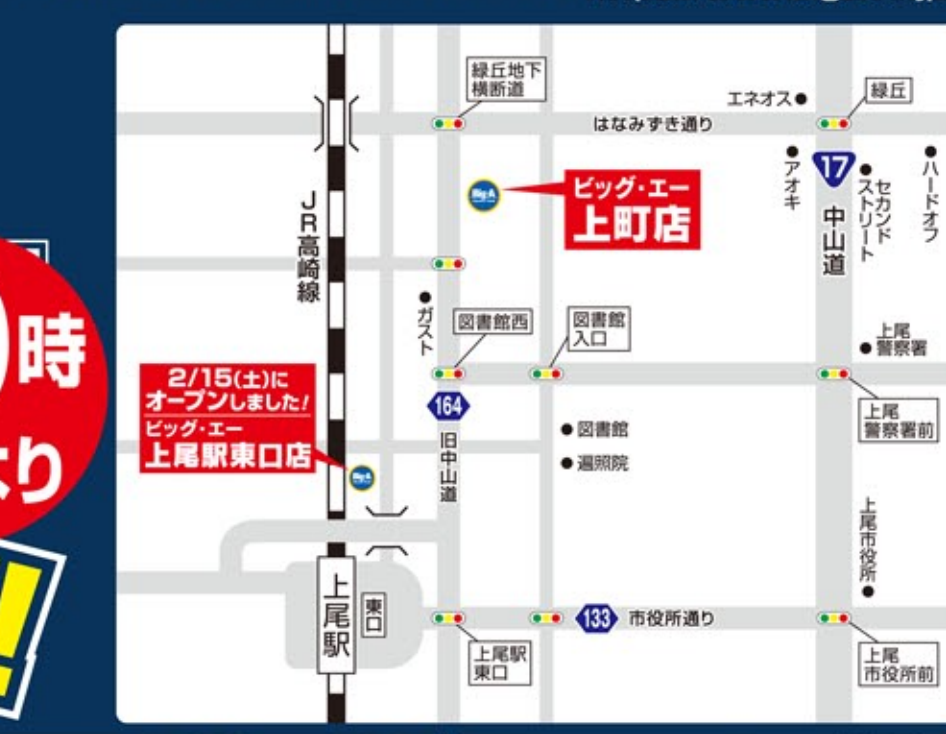 緑丘地下
横断道
エネオス
緑丘
はなみずき通り
ビッグ・エー
上町店
アオキ
17
中山道
セカンド
ストリート
ハードオフ
JR高崎線
ガスト
図書館西
図書館
入口
上尾
警察署
時
より
2/15(土)に
オープンしました!
ビッグ・エー
上尾駅東口店
164
旧中山道
図書館
遍照院
上尾
警察署前
上尾市役所
上尾駅
東口
133
市役所通り
上尾駅
東口
上尾
市役所前
!